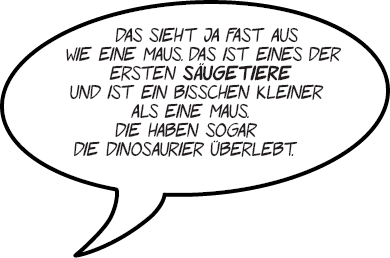 DAS SIEHT JA FAST AUS
WIE EINE MAUS. DAS IST EINES DER
ERSTEN SÄUGETIERE
UND IST EIN BISSCHEN KLEINER
ALS EINE MAUS.
DIE HABEN SOGAR
DIE DINOSAURIER ÜBERLEBT.